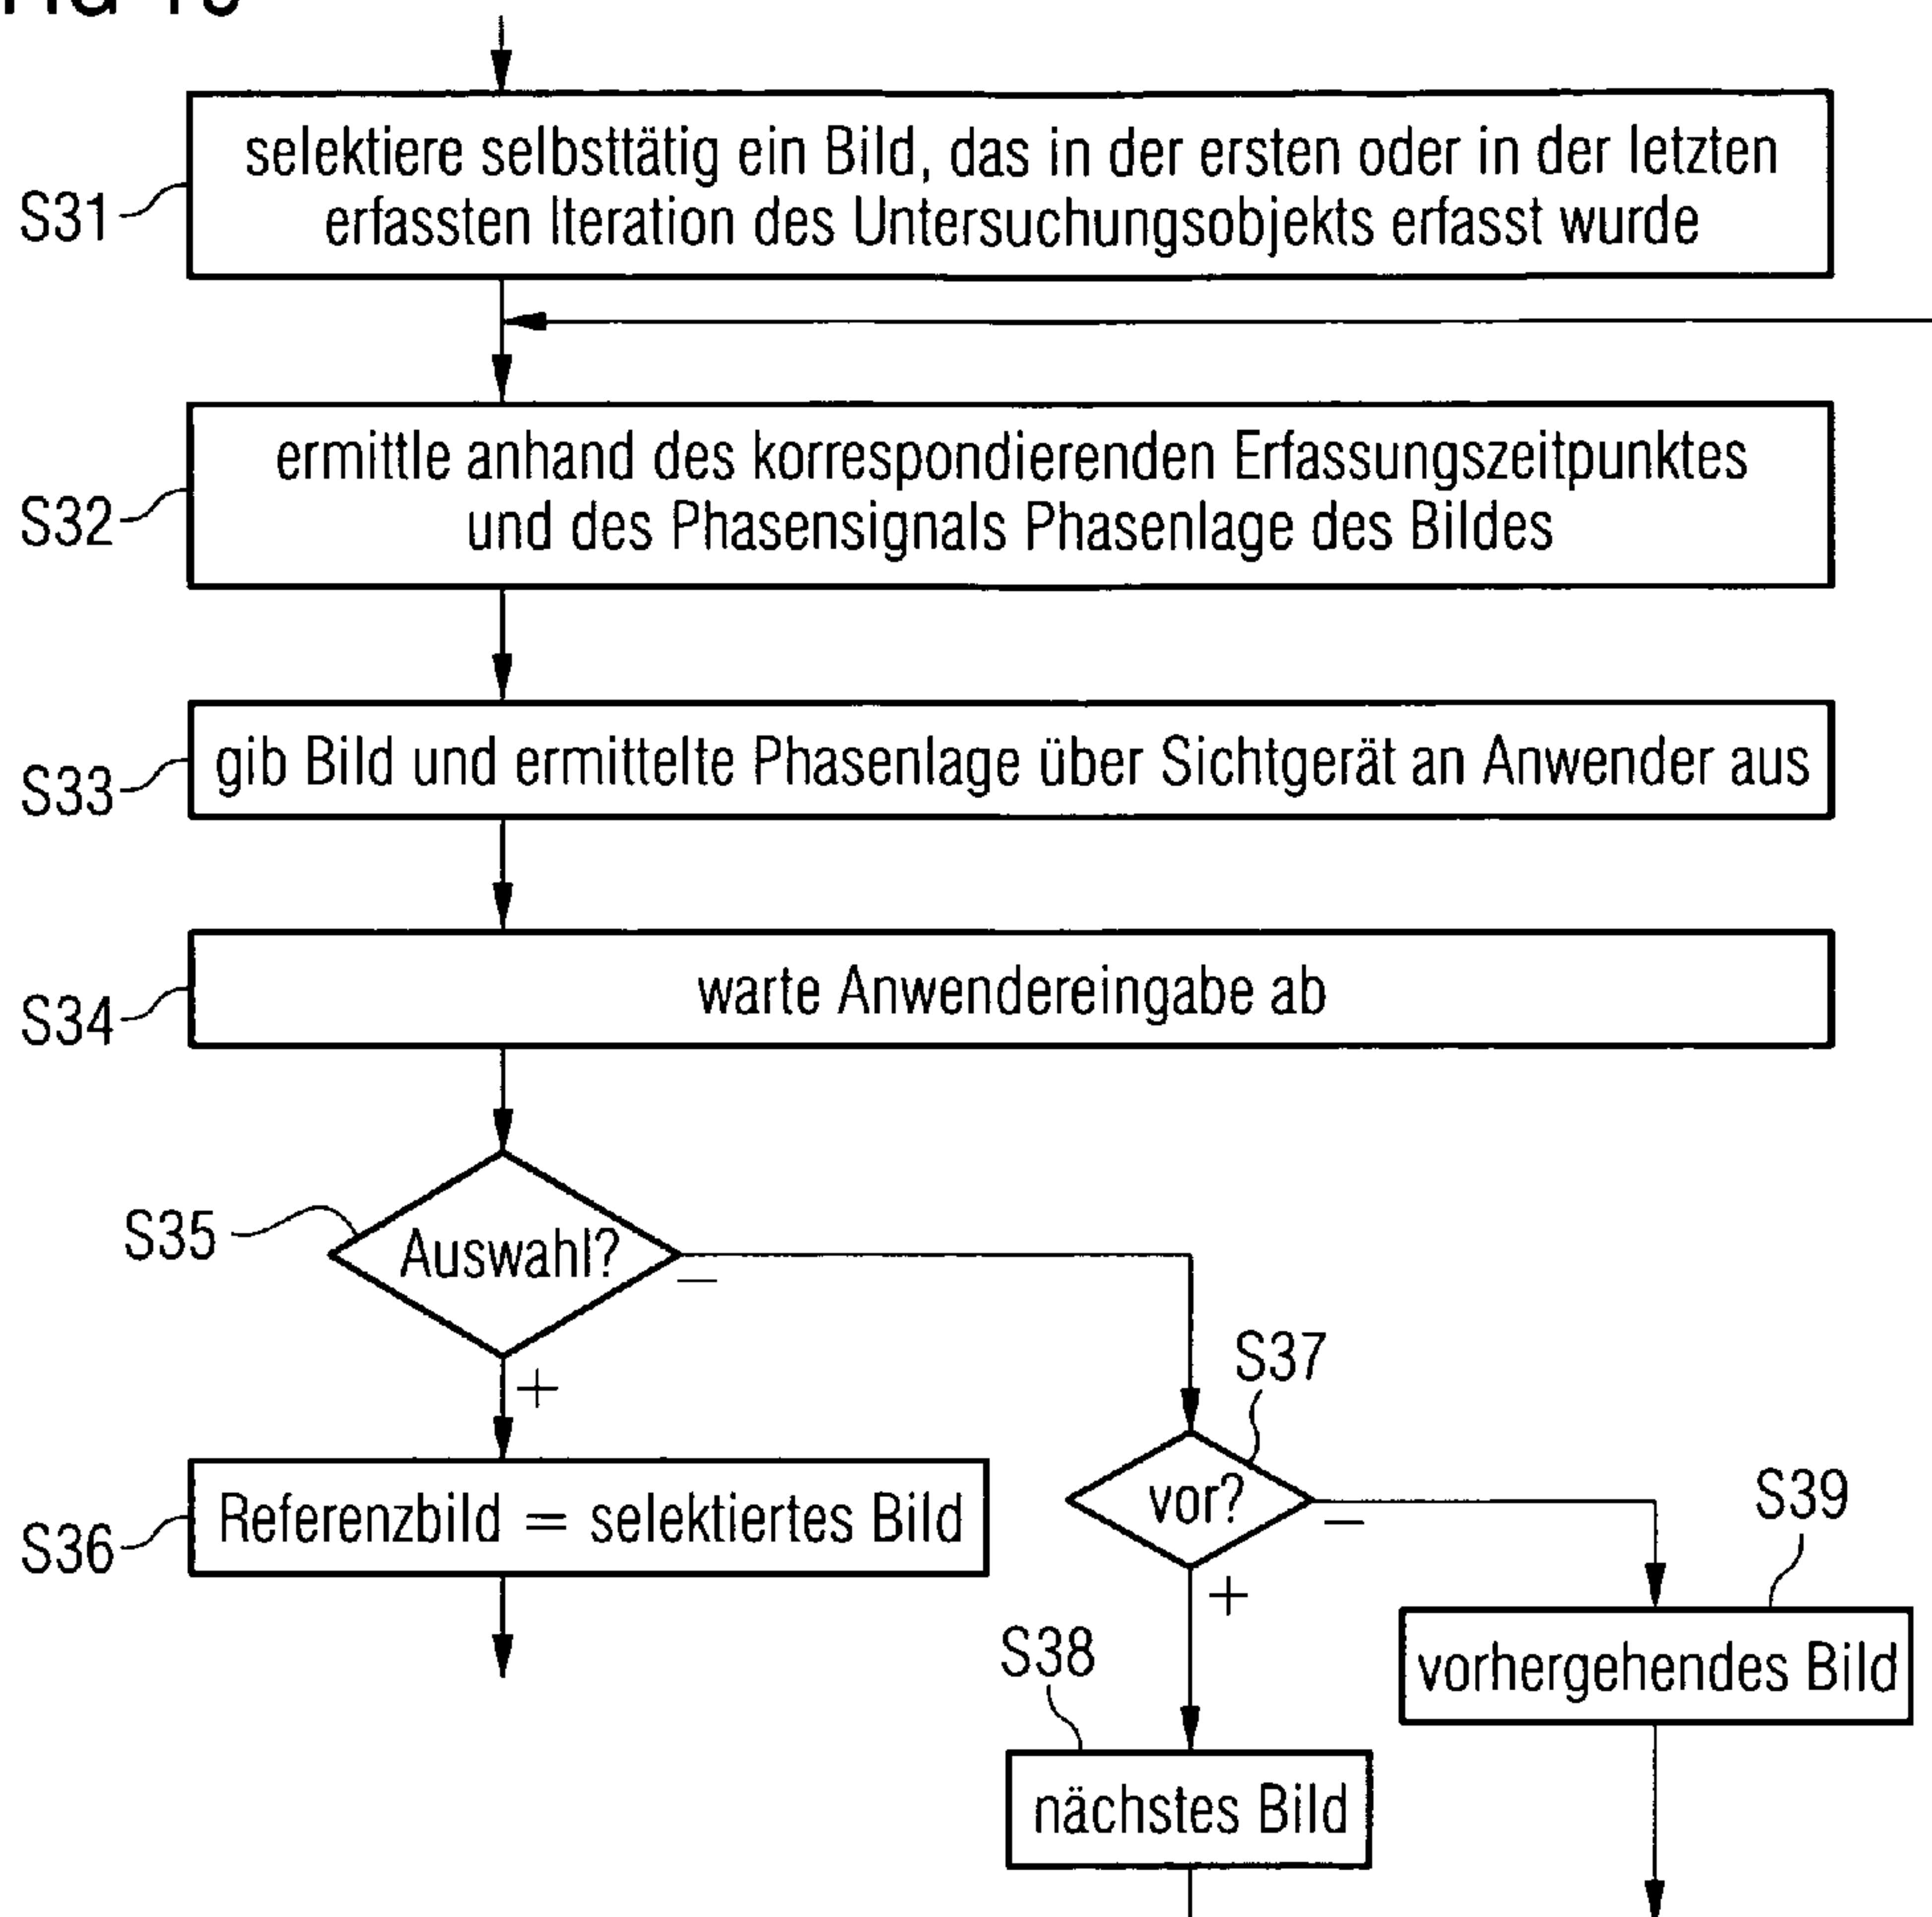 S31
selektiere selbsttätig ein Bild, das in der ersten oder in der letzten
erfassten Iteration des Untersuchungsobjekts erfasst wurde
S32
ermittle anhand des korrespondierenden Erfassungszeitpunktes
und des Phasensignals Phasenlage des Bildes
S33
gib Bild und ermittelte Phasenlage über Sichtgerät an Anwender aus
S34
warte Anwendereingabe ab
S35
Auswahl?
–
+
S36
Referenzbild = selektiertes Bild
S37
vor?
–
+
S38
nächstes Bild
S39
vorhergehendes Bild